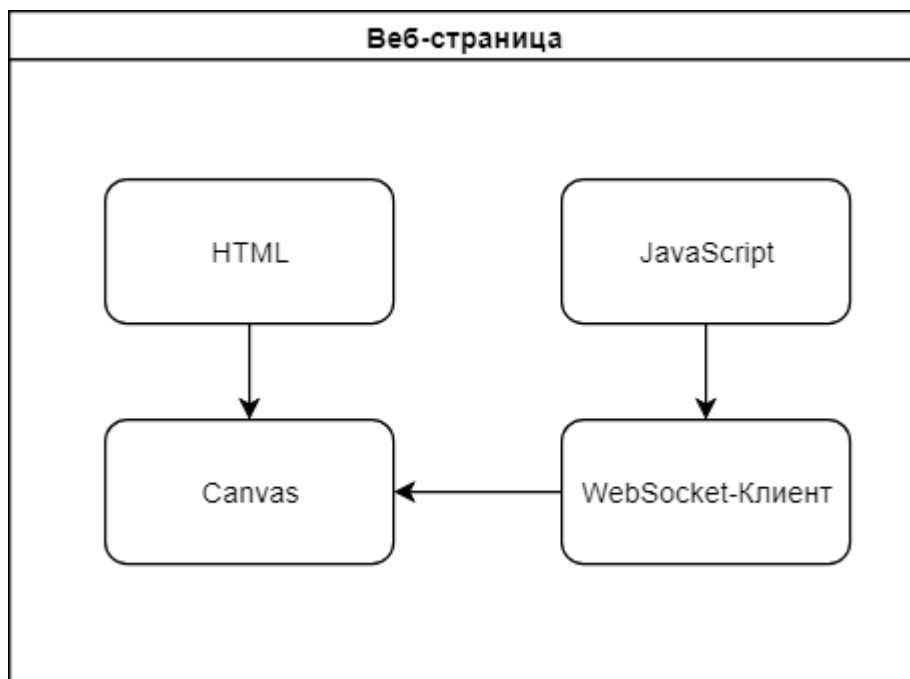 Веб-страница
HTML
JavaScript
Canvas
WebSocket-Клиент